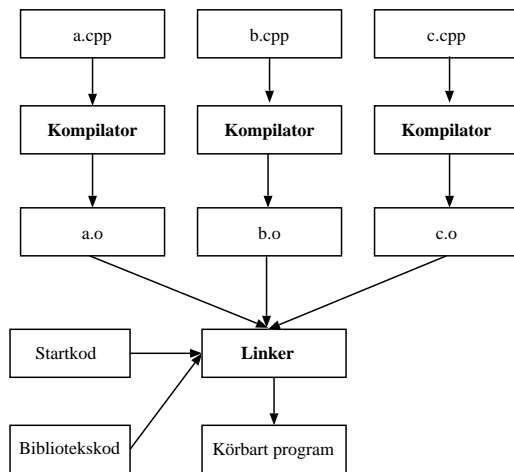 a.cpp
b.cpp
c.cpp
Kompilator
Kompilator
Kompilator
a.o
b.o
c.o
Startkod
Linker
Bibliotekskod
Körbart program